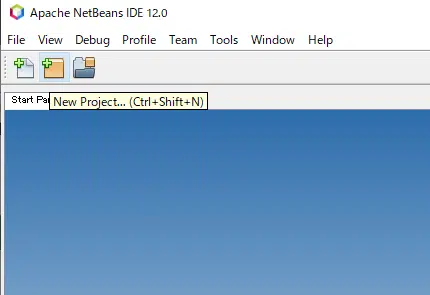 Apache NetBeans IDE 12.0
File View Debug Profile Team Tools Window Help
New Project... (Ctrl+Shift+N)
Start Pa